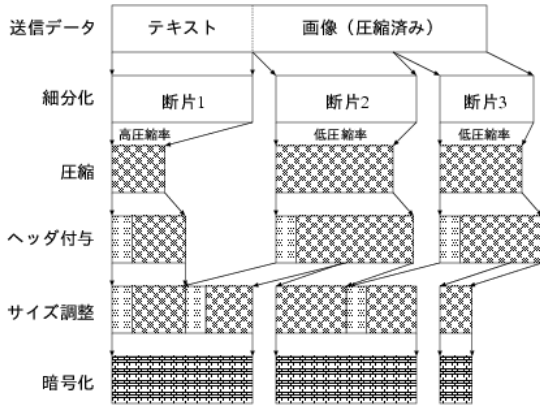 送信データ テキスト 画像（圧縮済み）
細分化 断片1 断片2 断片3
高圧縮率 低圧縮率 低圧縮率
圧縮
ヘッダ付与
サイズ調整
暗号化